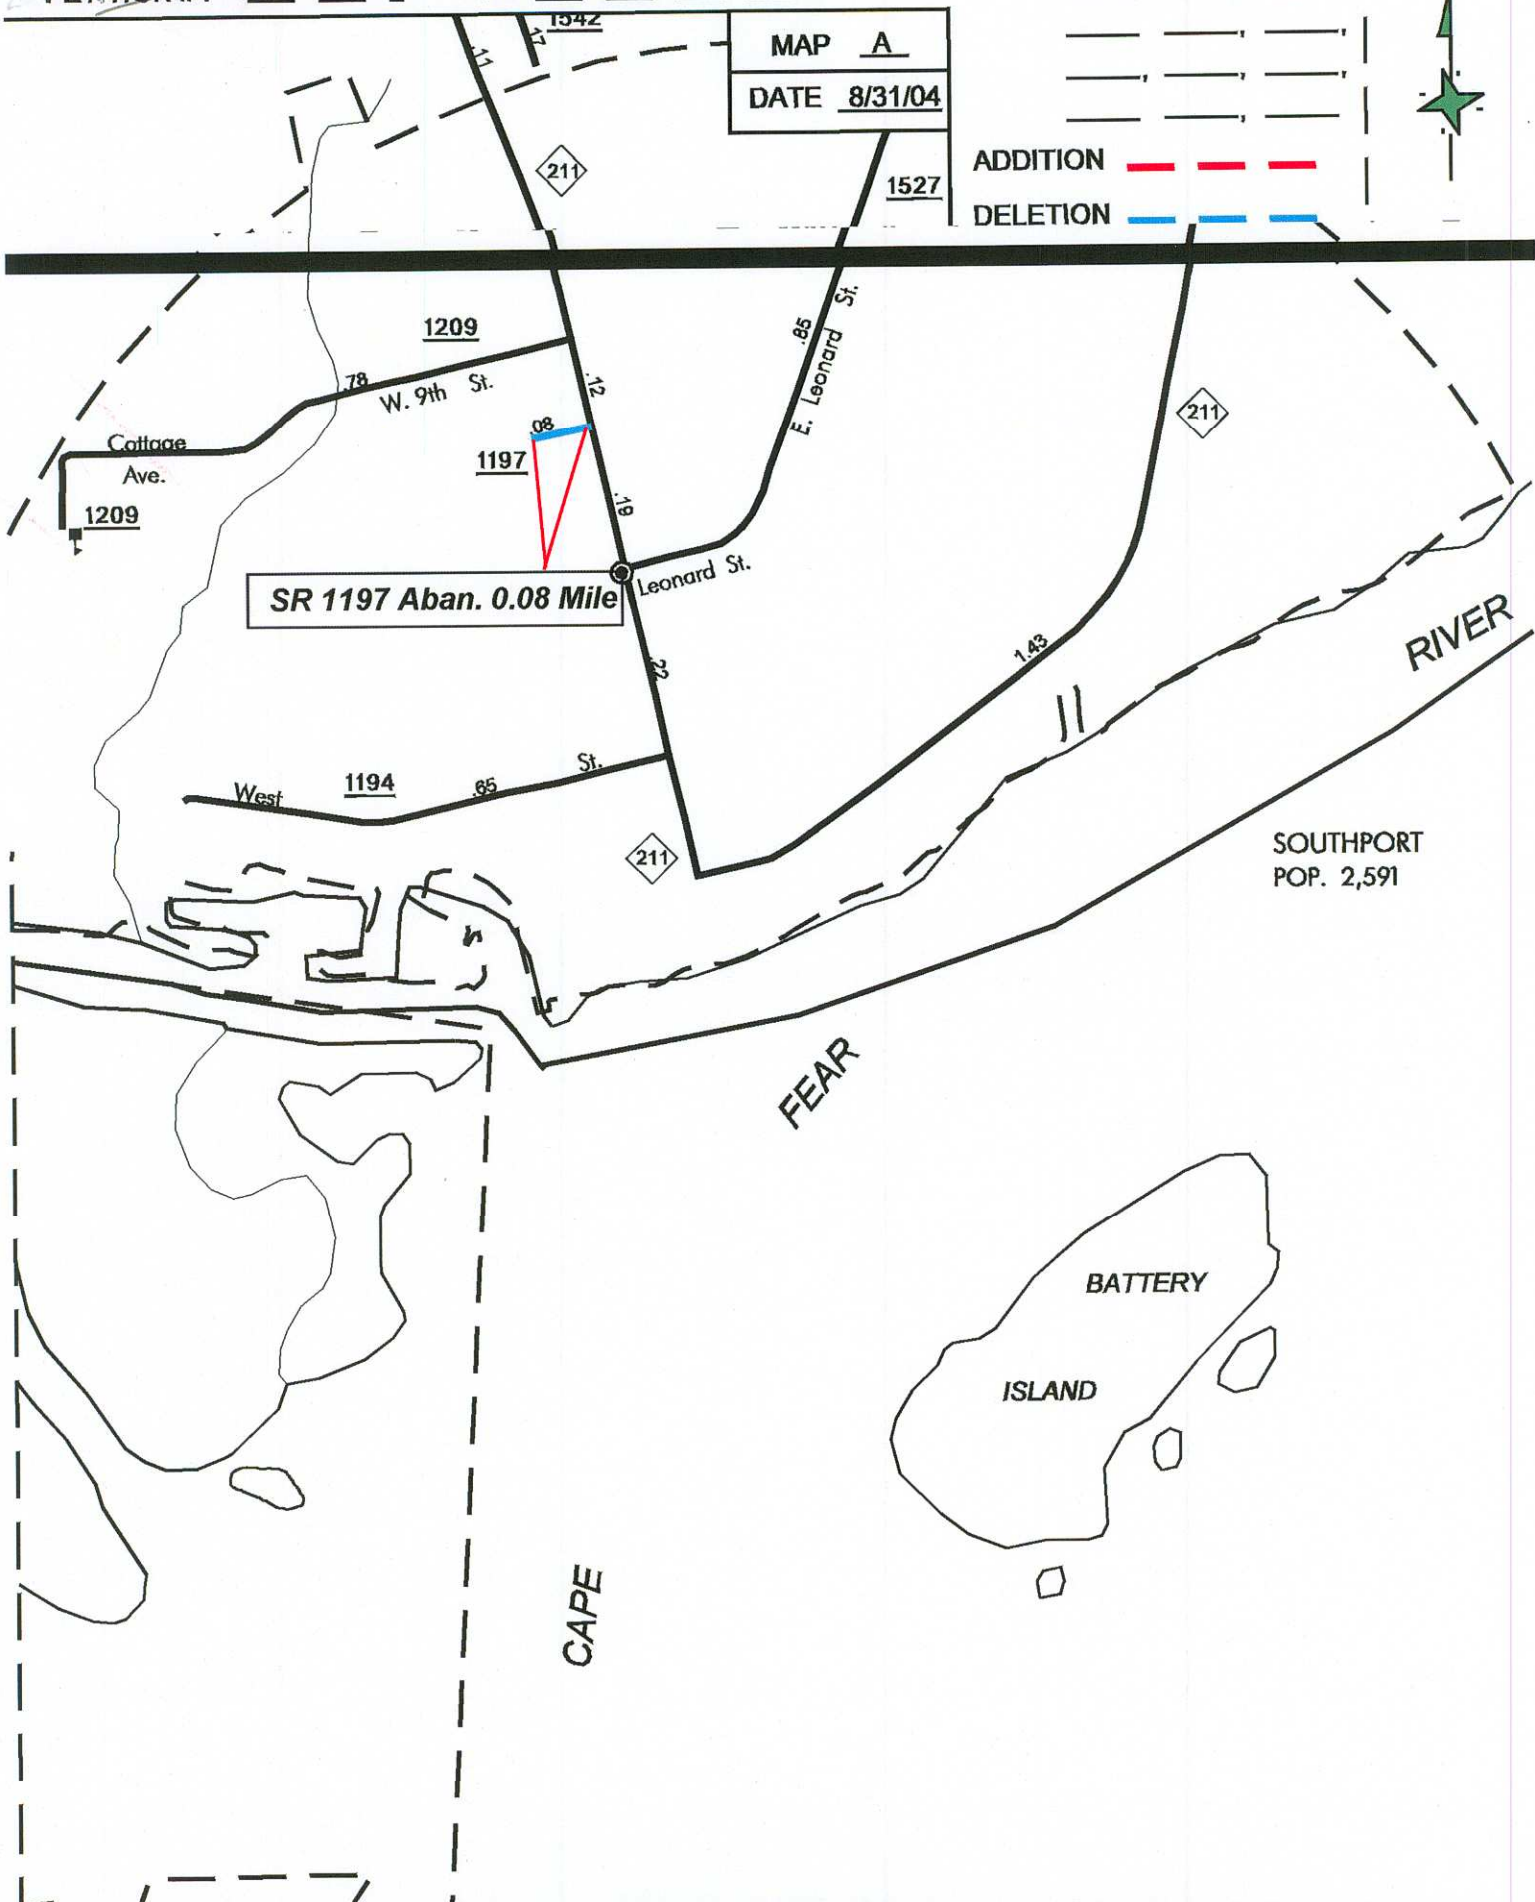 1542
.17
.11
MAP A
DATE 8/31/04
211
1527
ADDITION
DELETION
1209
.78
W. 9th St.
.12
.85
E. Leonard St.
211
.08
Cottage
Ave.
1197
1209
.19
Leonard St.
SR 1197 Aban. 0.08 Mile
.22
1.43
RIVER
West 1194 .65 St.
211
SOUTHPORT
POP. 2,591
FEAR
BATTERY
ISLAND
CAPE